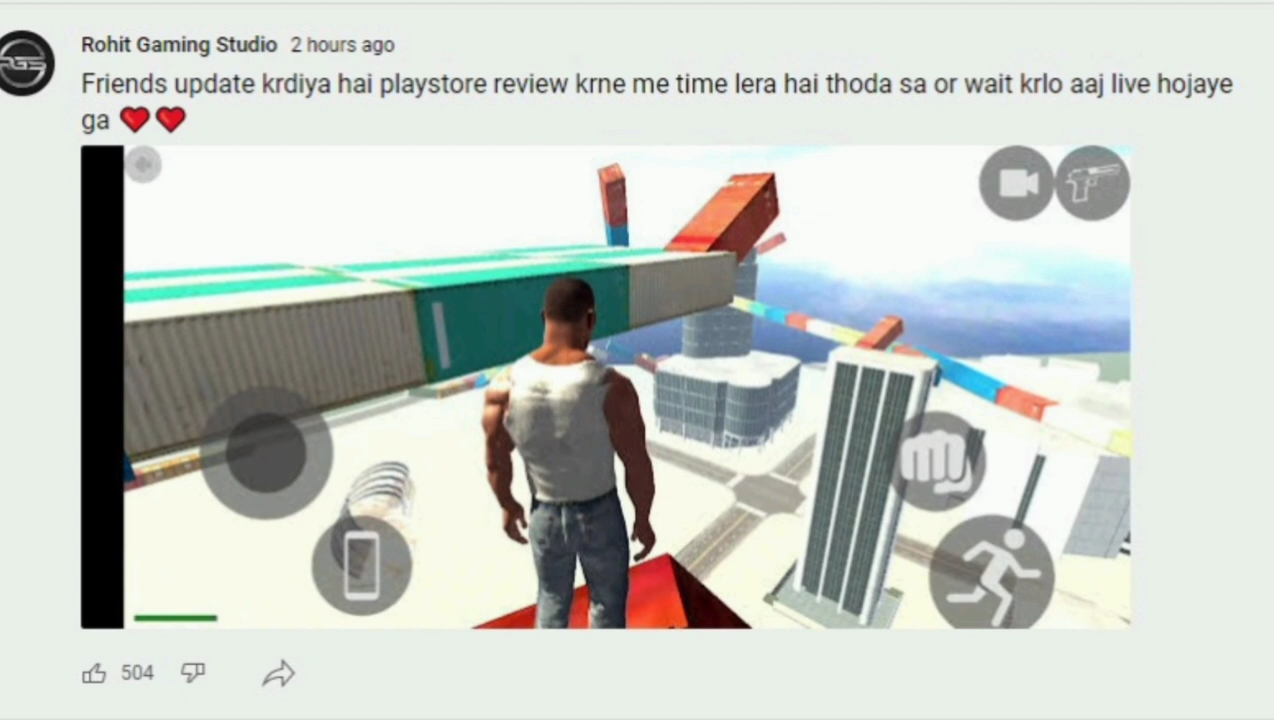 Rohit Gaming Studio 2 hours ago
Friends update krdiya hai playstore review krne me time lera hai thoda sa or wait krlo aaj live hojaye
ga ❤️❤️
RGS
504